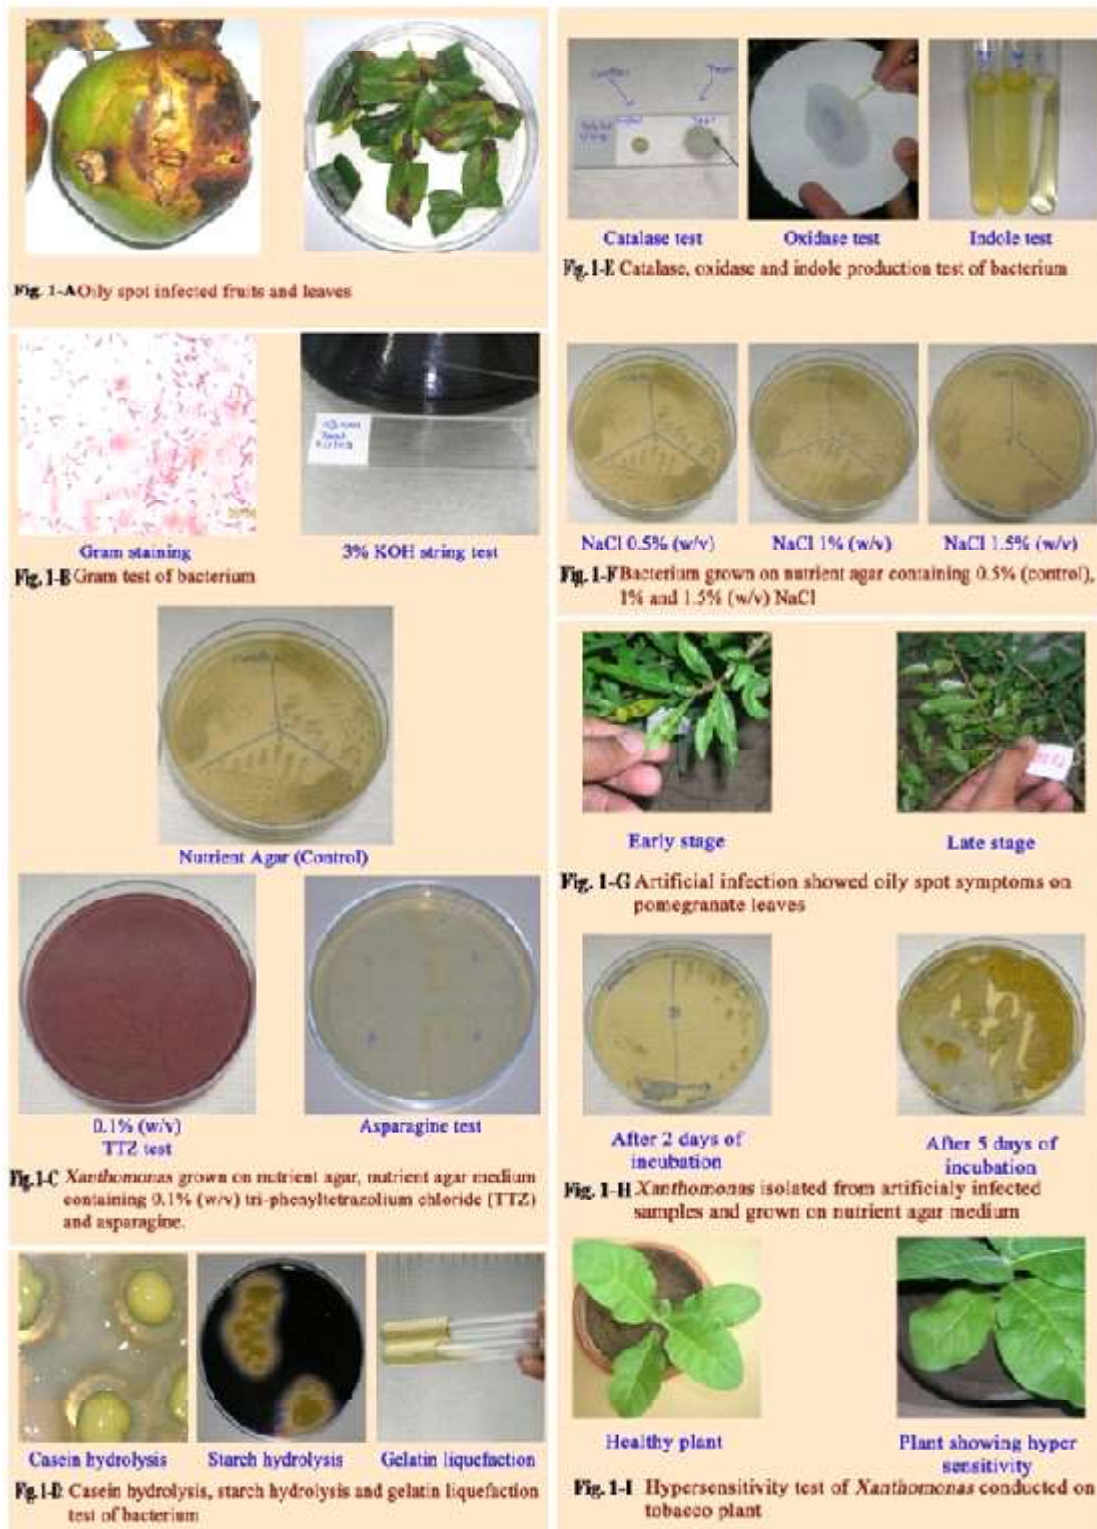 Fig. 1-A Oily spot infected fruits and leaves
Gram staining
3% KOH string test
Fig. 1-B Gram test of bacterium
Nutrient Agar (Control)
0.1% (w/v)
TTZ test
Asparagine test
Fig.1-C Xanthomonas grown on nutrient agar, nutrient agar medium
containing 0.1% (w/v) tri-phenyltetrazolium chloride (TTZ)
and asparagine.
Casein hydrolysis
Starch hydrolysis
Gelatin liquefaction
Fg.1-D Casein hydrolysis, starch hydrolysis and gelatin liquefaction
test of bacterium
Control
Test
Catalase test
Oxidase test
Indole test
Fig. 1-E Catalase, oxidase and indole production test of bacterium
NaCl 0.5% (w/v)
NaCl 1% (w/v)
NaCl 1.5% (w/v)
Fig. 1-F Bacterium grown on nutrient agar containing 0.5% (control),
1% and 1.5% (w/v) NaCl
Early stage
Late stage
Fig. 1-G Artificial infection showed oily spot symptoms on
pomegranate leaves
After 2 days of
incubation
After 5 days of
incubation
Fig. 1-H Xanthomonas isolated from artificialy infected
samples and grown on nutrient agar medium
Healthy plant
Plant showing hyper
sensitivity
Fig. 1-I Hypersensitivity test of Xanthomonas conducted on
tobacco plant